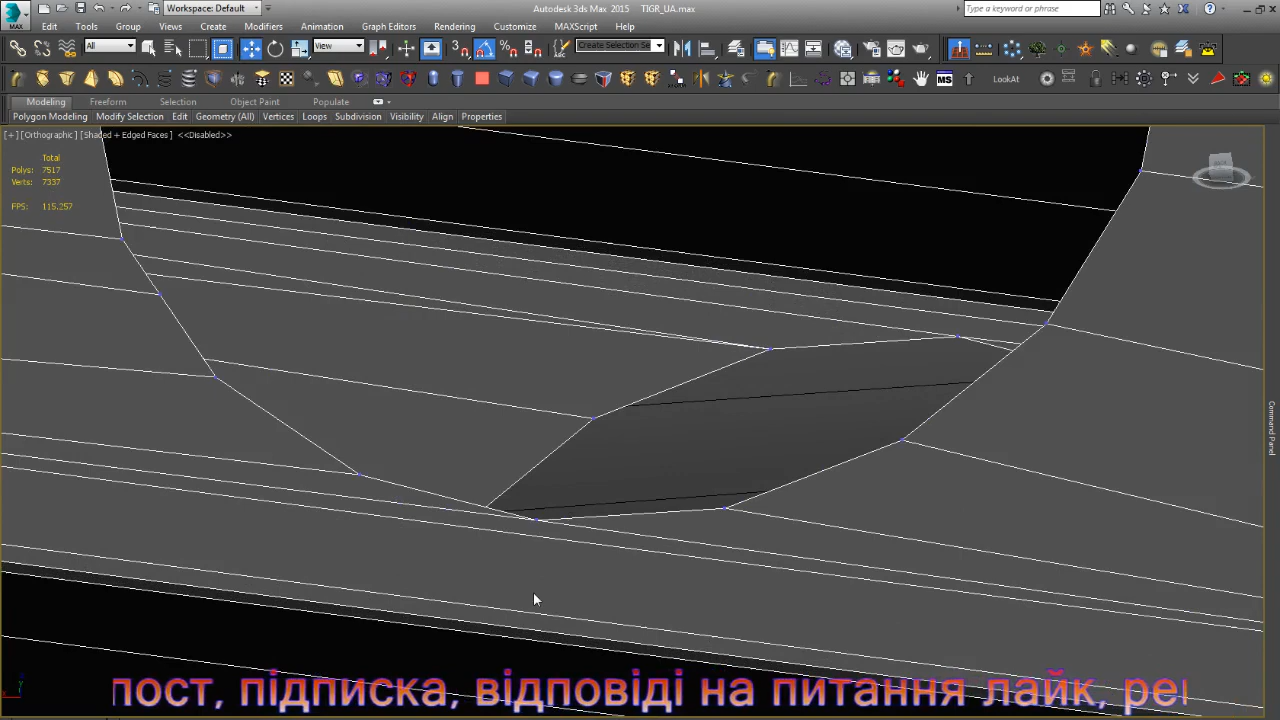 Autodesk 3ds Max 2015 TIGR_UA.max
Workspace: Default
Type a keyword or phrase
MAX
Edit Tools Group Views Create Modifiers Animation Graph Editors Rendering Customize MAXScript Help
All View Create Selection Se
MS LookAt
Modeling Freeform Selection Object Paint Populate
Polygon Modeling Modify Selection Edit Geometry (All) Vertices Loops Subdivision Visibility Align Properties
[+] [Orthographic] [Shaded + Edged Faces] <<Disabled>>
Total
Polys: 7517
Verts: 7337
FPS: 115.257
Command Panel
пост, підписка, відповіді на питання лайк, ре